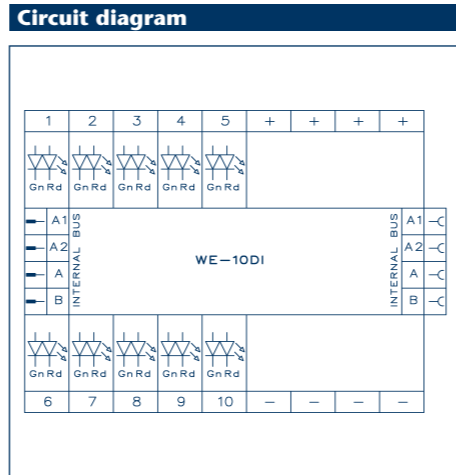 Circuit diagram
1 2 3 4 5 + + + +
Gn Rd Gn Rd Gn Rd Gn Rd Gn Rd
A1 INTERNAL BUS A1
A2 A2
WE-10DI
A A
B INTERNAL BUS B
Gn Rd Gn Rd Gn Rd Gn Rd Gn Rd
6 7 8 9 10 - - - -